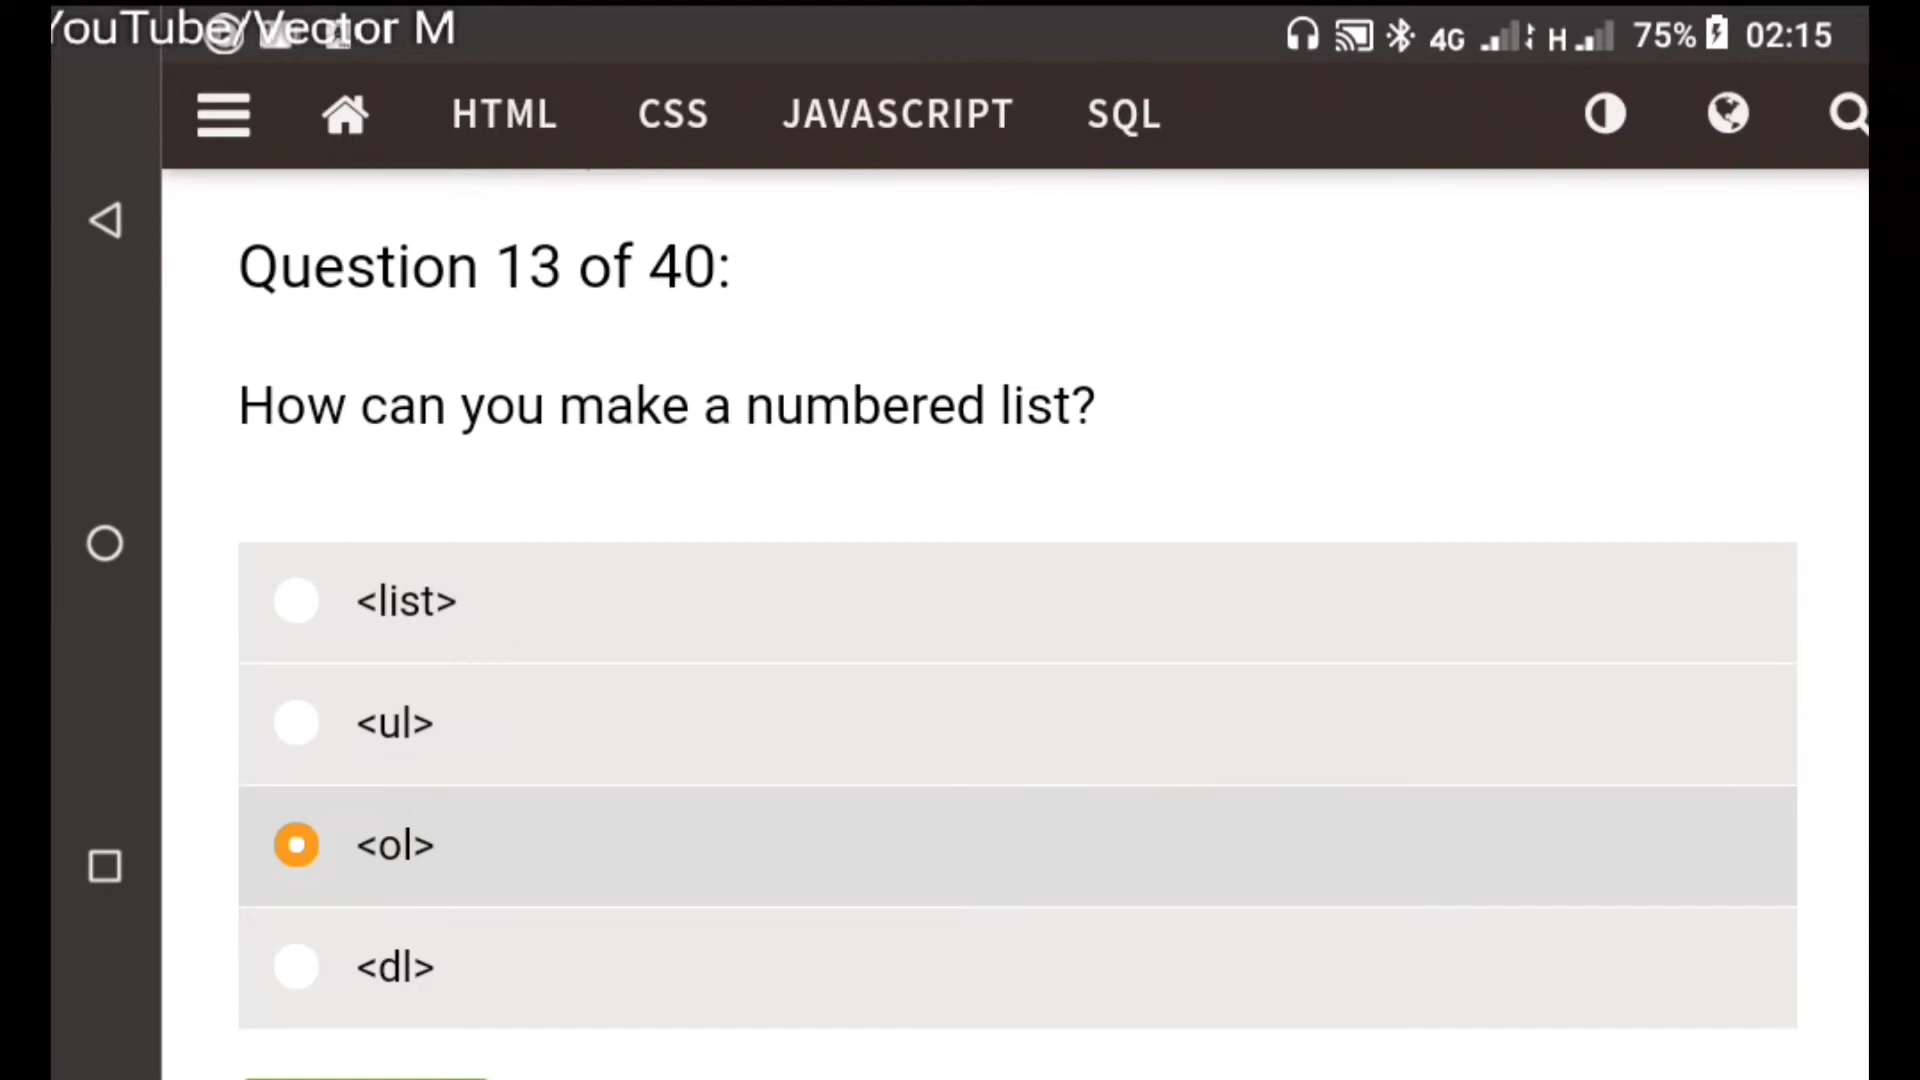 YouTube/Vector M
4G H 75% 02:15
HTML CSS JAVASCRIPT SQL
Question 13 of 40:
How can you make a numbered list?
<list>
<ul>
<ol>
<dl>